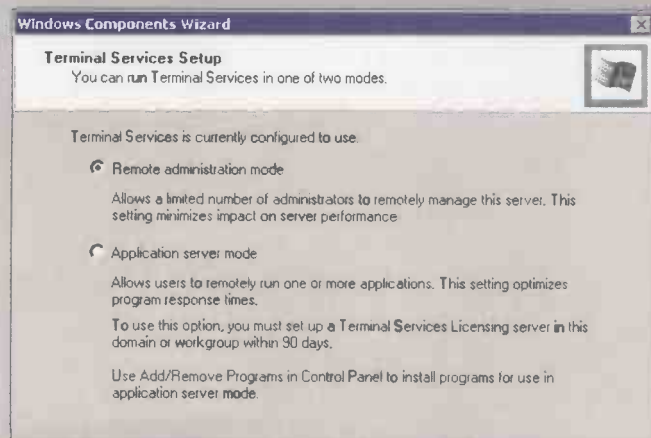 Windows Components Wizard
Terminal Services Setup
You can run Terminal Services in one of two modes.
Terminal Services is currently configured to use.
Remote administration mode
Allows a limited number of administrators to remotely manage this server. This
setting minimizes impact on server performance
Application server mode
Allows users to remotely run one or more applications. This setting optimizes
program response times.
To use this option, you must set up a Terminal Services Licensing server in this
domain or workgroup within 90 days.
Use Add/Remove Programs in Control Panel to install programs for use in
application server mode.